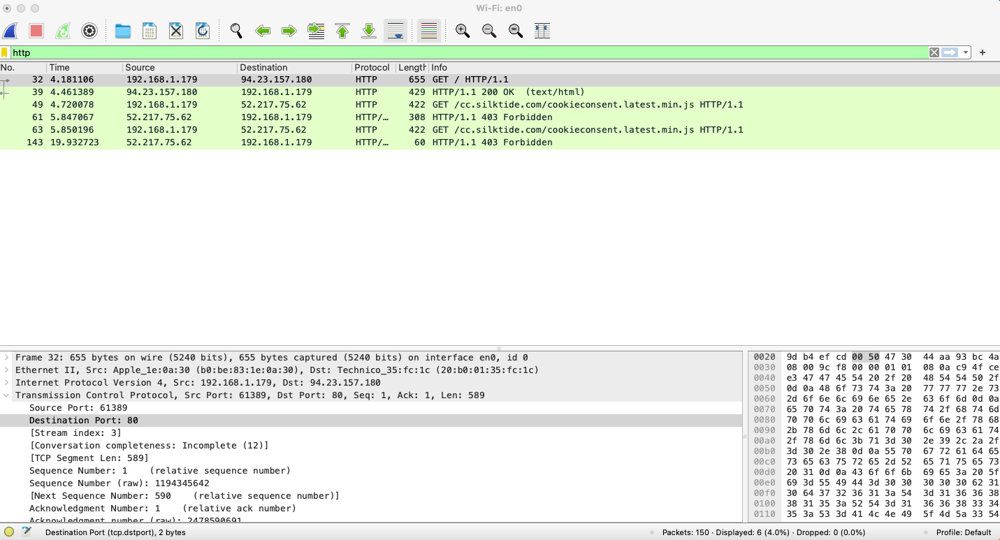 Wi-Fi: en0
http
No. Time Source Destination Protocol Length Info
32 4.181106 192.168.1.179 94.23.157.180 HTTP 655 GET / HTTP/1.1
39 4.461389 94.23.157.180 192.168.1.179 HTTP 429 HTTP/1.1 200 OK  (text/html)
49 4.720078 192.168.1.179 52.217.75.62 HTTP 422 GET /cc.silktide.com/cookieconsent.latest.min.js HTTP/1.1
61 5.847067 52.217.75.62 192.168.1.179 HTTP/… 308 HTTP/1.1 403 Forbidden
63 5.850196 192.168.1.179 52.217.75.62 HTTP 422 GET /cc.silktide.com/cookieconsent.latest.min.js HTTP/1.1
143 19.932723 52.217.75.62 192.168.1.179 HTTP/… 60 HTTP/1.1 403 Forbidden
Frame 32: 655 bytes on wire (5240 bits), 655 bytes captured (5240 bits) on interface en0, id 0
Ethernet II, Src: Apple_1e:0a:30 (b0:be:83:1e:0a:30), Dst: Technico_35:fc:1c (20:b0:01:35:fc:1c)
Internet Protocol Version 4, Src: 192.168.1.179, Dst: 94.23.157.180
Transmission Control Protocol, Src Port: 61389, Dst Port: 80, Seq: 1, Ack: 1, Len: 589
Source Port: 61389
Destination Port: 80
[Stream index: 3]
[Conversation completeness: Incomplete (12)]
[TCP Segment Len: 589]
Sequence Number: 1    (relative sequence number)
Sequence Number (raw): 1194345642
[Next Sequence Number: 590    (relative sequence number)]
Acknowledgment Number: 1    (relative ack number)
Acknowledgment number (raw): 2478590691
0020 9d b4 ef cd 00 50 47 30 44 aa 93 bc 4a
0030 08 00 9c f8 00 00 01 01 08 0a c9 4f ce
0040 e3 47 47 45 54 20 2f 20 48 54 54 50 2f
0050 0d 0a 48 6f 73 74 3a 20 77 77 77 2e 73
0060 2d 6f 6e 6c 69 6e 65 2e 63 6f 6d 0d 0a
0070 65 70 74 3a 20 74 65 78 74 2f 68 74 6d
0080 70 70 6c 69 63 61 74 69 6f 6e 2f 78 68
0090 2b 78 6d 6c 2c 61 70 70 6c 69 63 61 74
00a0 2f 78 6d 6c 3b 71 3d 30 2e 39 2c 2a 2f
00b0 3d 30 2e 38 0d 0a 55 70 67 72 61 64 65
00c0 73 65 63 75 72 65 2d 52 65 71 75 65 73
00d0 20 31 0d 0a 43 6f 6f 6b 69 65 3a 20 5f
00e0 69 3d 55 49 44 3d 30 30 30 30 30 62 31
00f0 30 64 37 32 36 31 3a 54 3d 31 36 36 38
0100 38 31 35 3a 52 54 3d 31 36 36 38 33 34
0110 35 3a 53 3d 41 4c 4e 49 5f 4d 5a 33 54
Destination Port (tcp.dstport), 2 bytes
Packets: 150 · Displayed: 6 (4.0%) · Dropped: 0 (0.0%)
Profile: Default